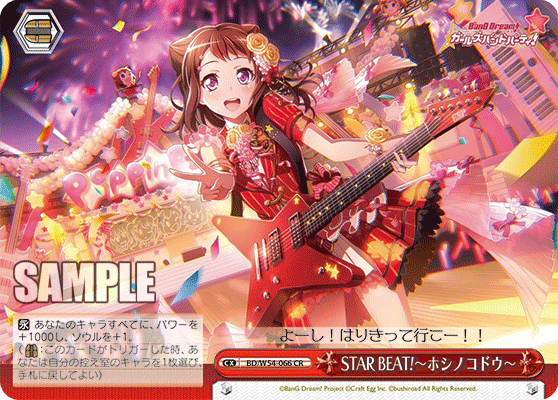 BanG Dream!
ガールズバンドパーティ!
Poppin
SAMPLE
永 あなたのキャラすべてに、パワーを
+1000し、ソウルを+1。
(　:このカードがトリガーした時、あ
なたは自分の控え室のキャラを1枚選び、
手札に戻してよい)
よーし!はりきって行こー!!
CX BD/W54-066 CR
STAR BEAT!~ホシノコドウ~
©BanG Dream! Project ©Craft Egg Inc. ©bushiroad All Rights Reserved.